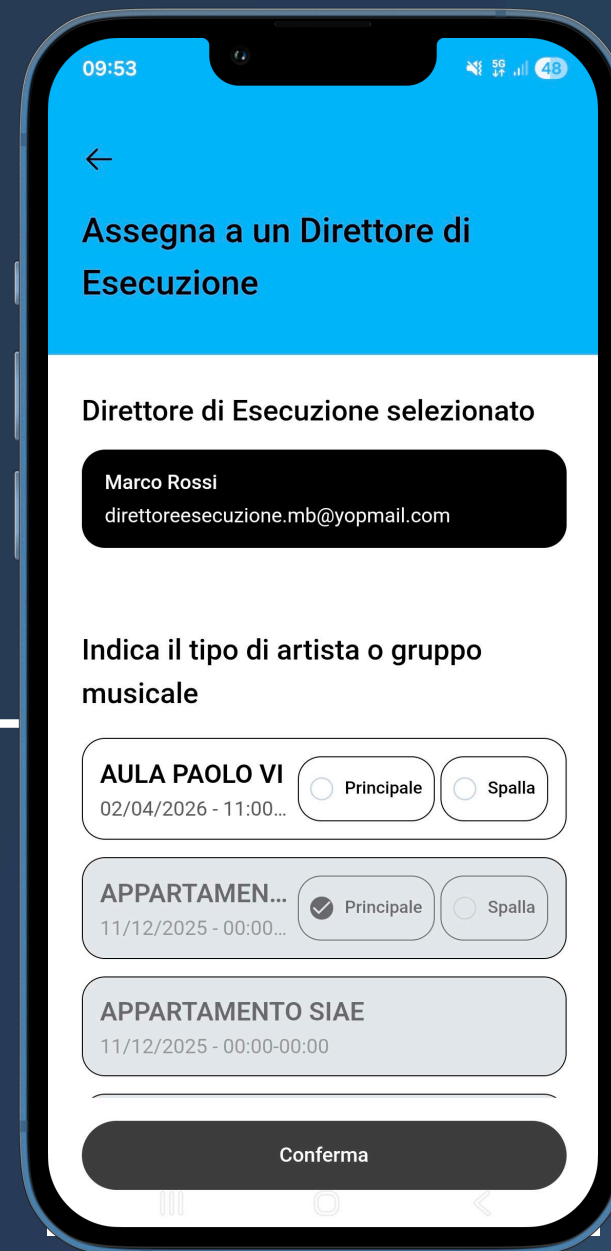 09:53
5G
48
Assegna a un Direttore di
Esecuzione
Direttore di Esecuzione selezionato
Marco Rossi
direttoreesecuzione.mb@yopmail.com
Indica il tipo di artista o gruppo
musicale
AULA PAOLO VI
02/04/2026 - 11:00...
Principale
Spalla
APPARTAMEN...
11/12/2025 - 00:00...
Principale
Spalla
APPARTAMENTO SIAE
11/12/2025 - 00:00-00:00
Conferma